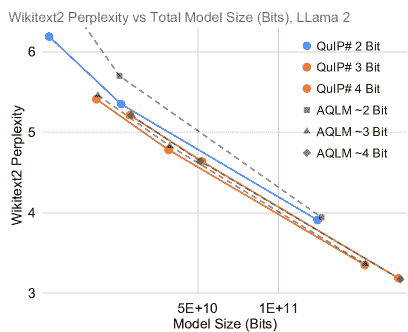 Wikitext2 Perplexity vs Total Model Size (Bits), LLama 2
6
5
4
3
Wikitext2 Perplexity
QuIP# 2 Bit
QuIP# 3 Bit
QuIP# 4 Bit
AQLM ~2 Bit
AQLM ~3 Bit
AQLM ~4 Bit
5E+10
1E+11
Model Size (Bits)